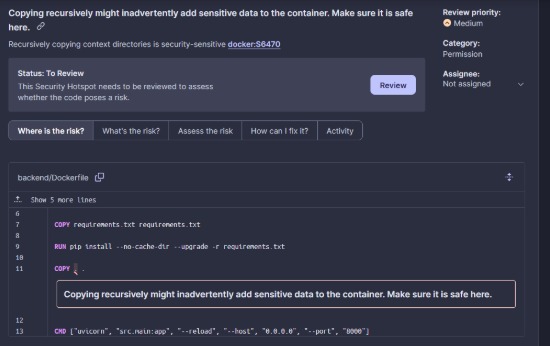 Copying recursively might inadvertently add sensitive data to the container. Make sure it is safe
here.
Recursively copying context directories is security-sensitive docker:S6470
Review priority:
Medium
Category:
Permission
Assignee:
Not assigned
Status: To Review
This Security Hotspot needs to be reviewed to assess
whether the code poses a risk.
Review
Where is the risk? What's the risk? Assess the risk How can I fix it? Activity
backend/Dockerfile
Show 5 more lines
6
7 COPY requirements.txt requirements.txt
8
9 RUN pip install --no-cache-dir --upgrade -r requirements.txt
10
11 COPY . .
Copying recursively might inadvertently add sensitive data to the container. Make sure it is safe here.
12
13 CMD ["uvicorn", "src.main:app", "--reload", "--host", "0.0.0.0", "--port", "8000"]